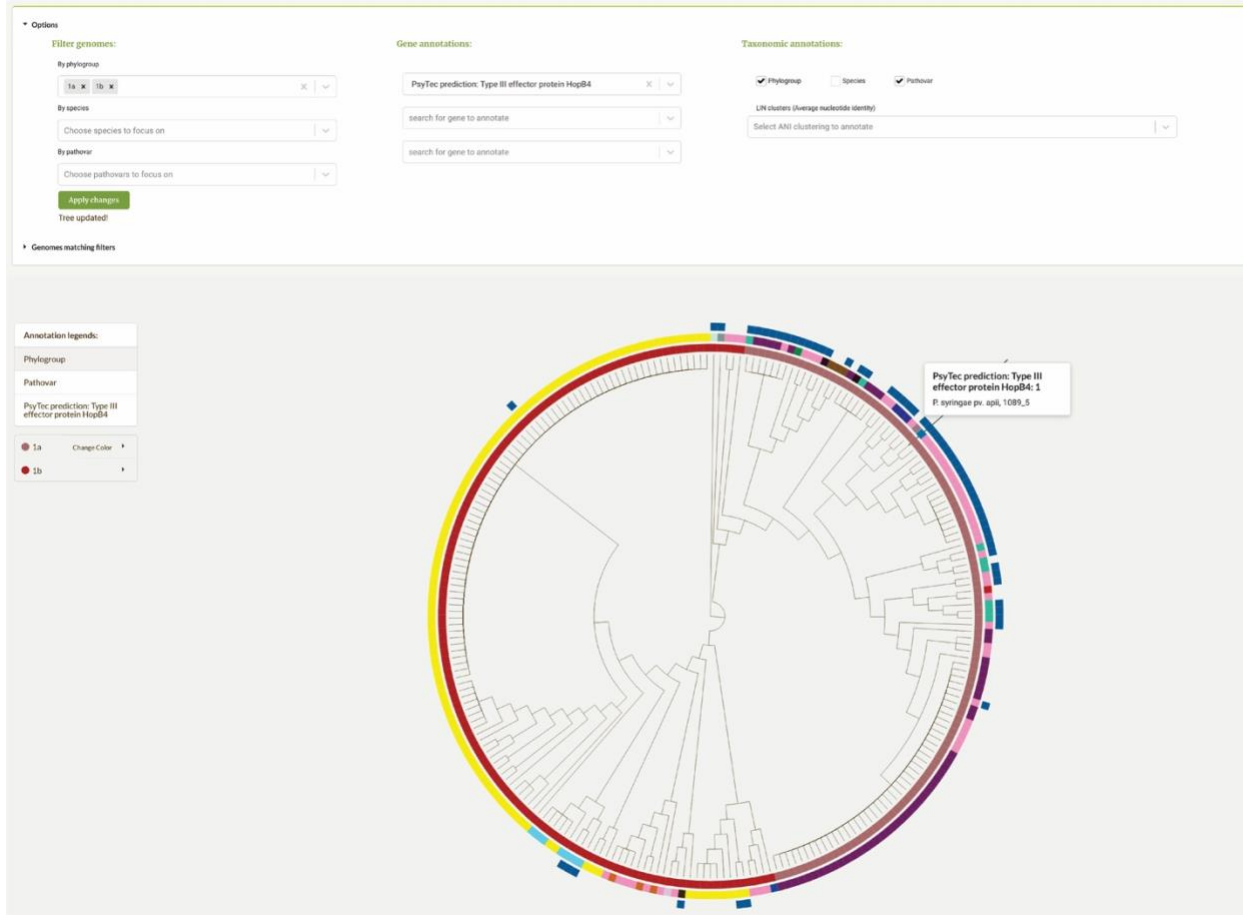 Options
Filter genomes:
Gene annotations:
Taxonomic annotations:
By phylogroup
1a x 1b x
PsyTec prediction: Type III effector protein HopB4
Phylogroup
Species
Pathovar
By species
Choose species to focus on
search for gene to annotate
LIN clusters (Average nucleotide identity)
Select ANI clustering to annotate
By pathovar
Choose pathovars to focus on
search for gene to annotate
Apply changes
Tree updated!
Genomes matching filters
Annotation legends:
Phylogroup
Pathovar
PsyTec prediction: Type III
effector protein HopB4
1a Change Color
1b
PsyTec prediction: Type III
effector protein HopB4: 1
P. syringae pv. apii, 1089_5